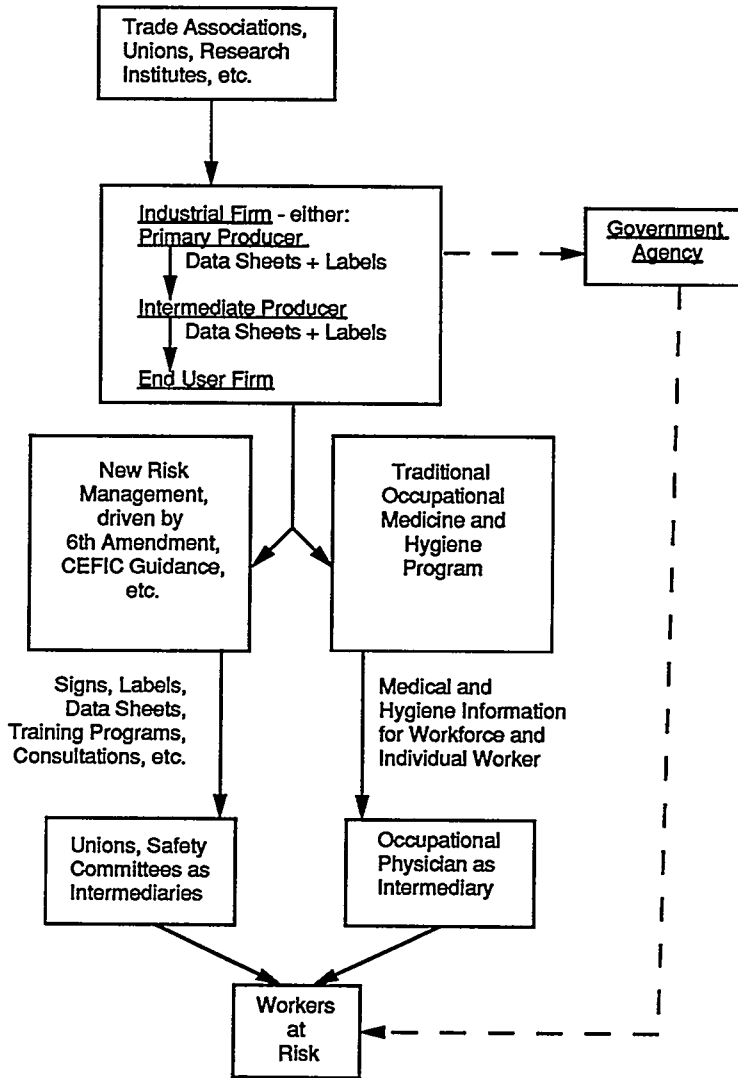 Trade Associations,
Unions, Research
Institutes, etc.
Industrial Firm - either:
Primary Producer
Data Sheets + Labels
Intermediate Producer
Data Sheets + Labels
End User Firm
Government
Agency
New Risk
Management,
driven by
6th Amendment,
CEFIC Guidance,
etc.
Traditional
Occupational
Medicine and
Hygiene
Program
Signs, Labels,
Data Sheets,
Training Programs,
Consultations, etc.
Medical and
Hygiene Information
for Workforce and
Individual Worker
Unions, Safety
Committees as
Intermediaries
Occupational
Physician as
Intermediary
Workers
at
Risk